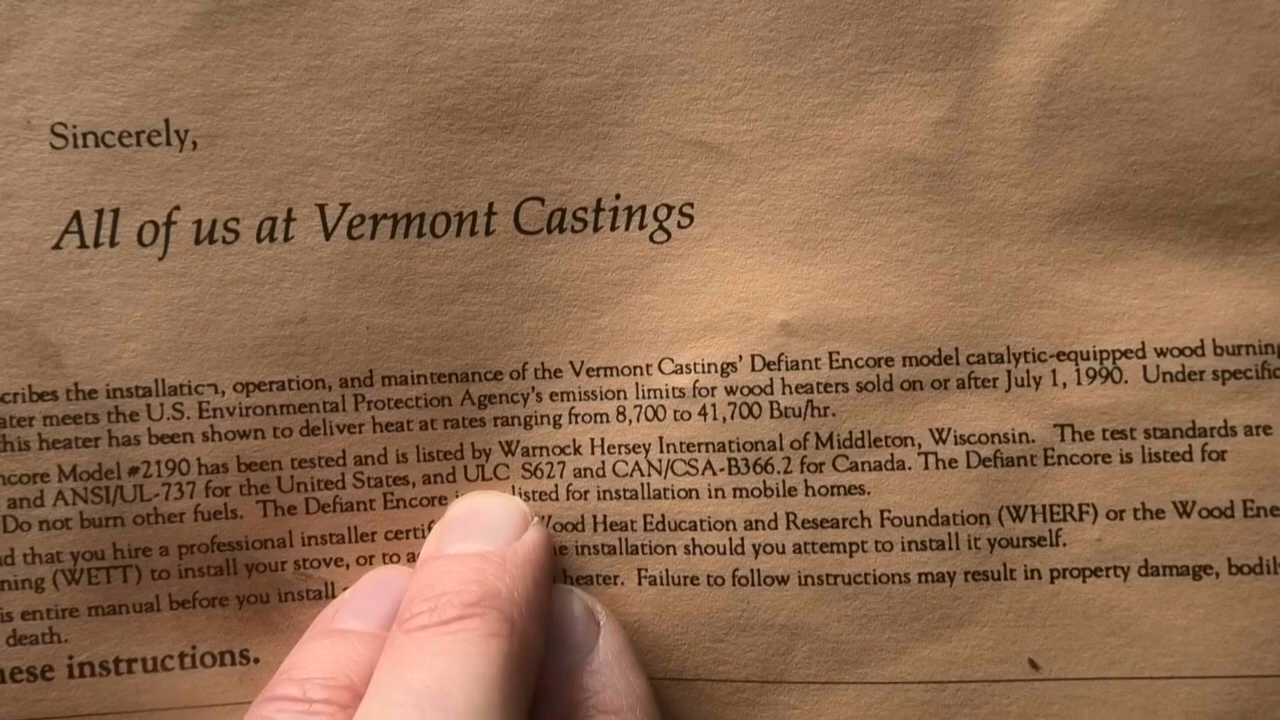 Sincerely,
All of us at Vermont Castings
cribes the installation, operation, and maintenance of the Vermont Castings' Defiant Encore model catalytic-equipped wood burning
ater meets the U.S. Environmental Protection Agency's emission limits for wood heaters sold on or after July 1, 1990. Under specific
his heater has been shown to deliver heat at rates ranging from 8,700 to 41,700 Btu/hr.
ncore Model #2190 has been tested and is listed by Warnock Hersey International of Middleton, Wisconsin. The test standards are
and ANSI/UL-737 for the United States, and ULC S627 and CAN/CSA-B366.2 for Canada. The Defiant Encore is listed for
Do not burn other fuels. The Defiant Encore listed for installation in mobile homes.
d that you hire a professional installer certif Wood Heat Education and Research Foundation (WHERF) or the Wood Ene
ning (WETT) to install your stove, or to a e installation should you attempt to install it yourself.
is entire manual before you install heater. Failure to follow instructions may result in property damage, bodil
death.
hese instructions.